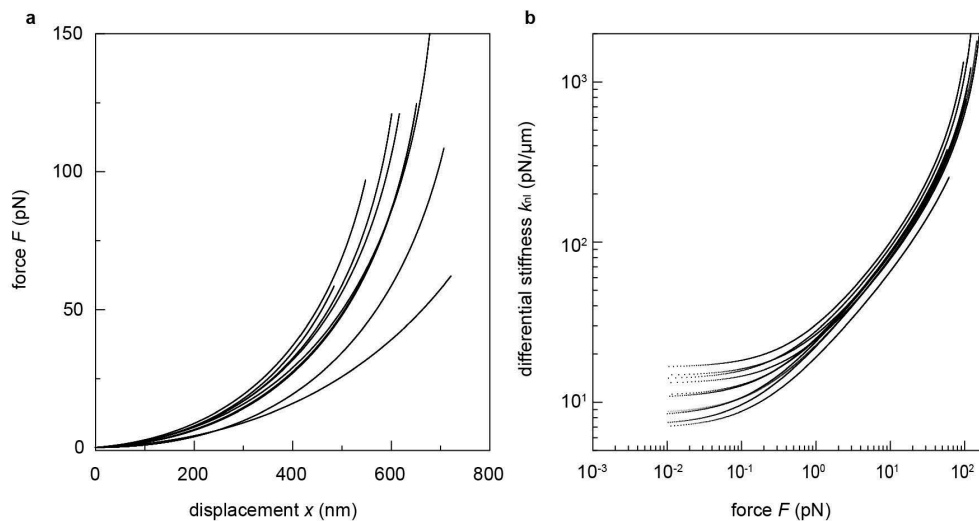 a
150
100
50
0
force F (pN)
0 200 400 600 800
displacement x (nm)
b
10³
10²
10¹
differential stiffness kₙₗ (pN/μm)
10⁻³ 10⁻² 10⁻¹ 10⁰ 10¹ 10²
force F (pN)